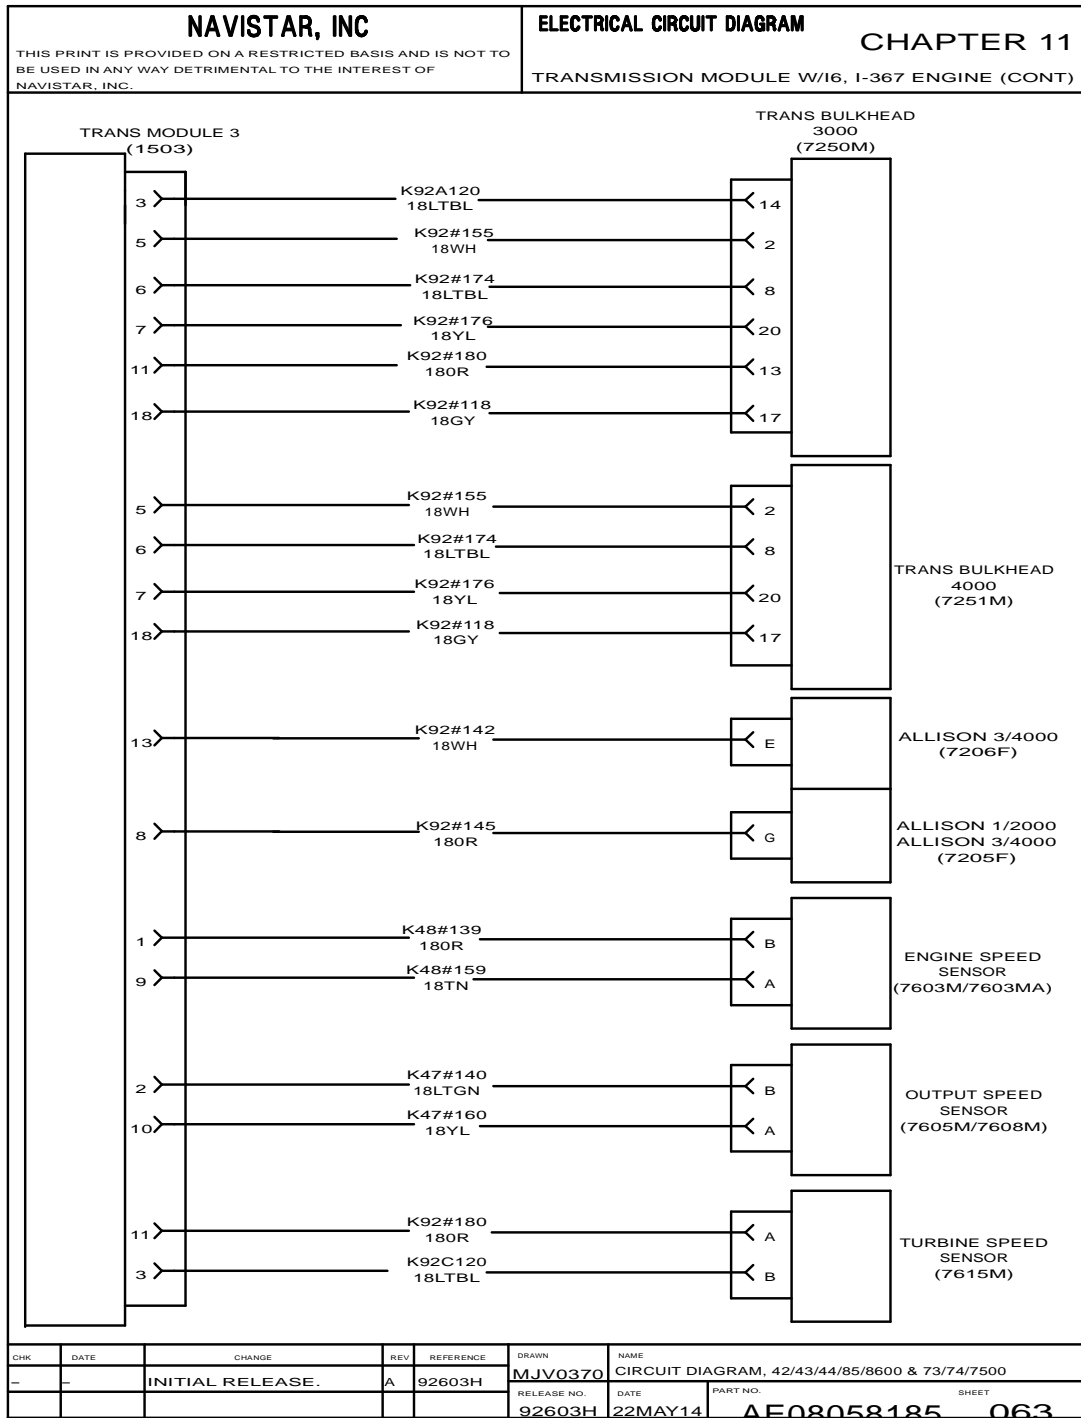 NAVISTAR, INC
THIS PRINT IS PROVIDED ON A RESTRICTED BASIS AND IS NOT TO
BE USED IN ANY WAY DETRIMENTAL TO THE INTEREST OF
NAVISTAR, INC.
ELECTRICAL CIRCUIT DIAGRAM
CHAPTER 11
TRANSMISSION MODULE W/I6, I-367 ENGINE (CONT)
TRANS MODULE 3
(1503)
TRANS BULKHEAD
3000
(7250M)
3 K92A120 14
18LTBL
5 K92#155 2
18WH
6 K92#174 8
18LTBL
7 K92#176 20
18YL
11 K92#180 13
180R
18 K92#118 17
18GY
5 K92#155 2
18WH
6 K92#174 8
18LTBL
7 K92#176 20
18YL
18 K92#118 17
18GY
TRANS BULKHEAD
4000
(7251M)
13 K92#142 E
18WH
ALLISON 3/4000
(7206F)
8 K92#145 G
180R
ALLISON 1/2000
ALLISON 3/4000
(7205F)
1 K48#139 B
180R
9 K48#159 A
18TN
ENGINE SPEED
SENSOR
(7603M/7603MA)
2 K47#140 B
18LTGN
10 K47#160 A
18YL
OUTPUT SPEED
SENSOR
(7605M/7608M)
11 K92#180 A
180R
3 K92C120 B
18LTBL
TURBINE SPEED
SENSOR
(7615M)
CHK DATE CHANGE REV REFERENCE
– – INITIAL RELEASE. A 92603H
DRAWN
MJV0370
NAME
CIRCUIT DIAGRAM, 42/43/44/85/8600 & 73/74/7500
RELEASE NO. DATE PART NO. SHEET
92603H 22MAY14 AE08058185 063